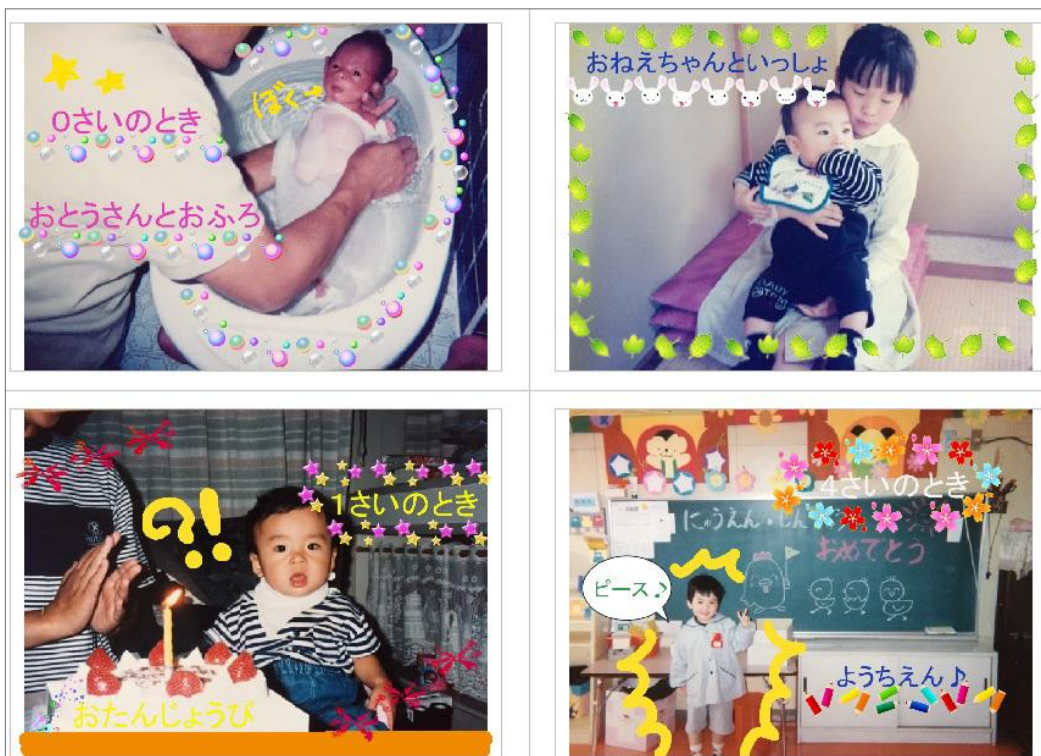 ぼく→
0さいのとき
おとうさんとおふろ
おねえちゃんといっしょ
?!
1さいのとき
おたんじょうび
4さいのとき
にゅうえん・しん
おめでとう
ピース♪
ようちえん♪